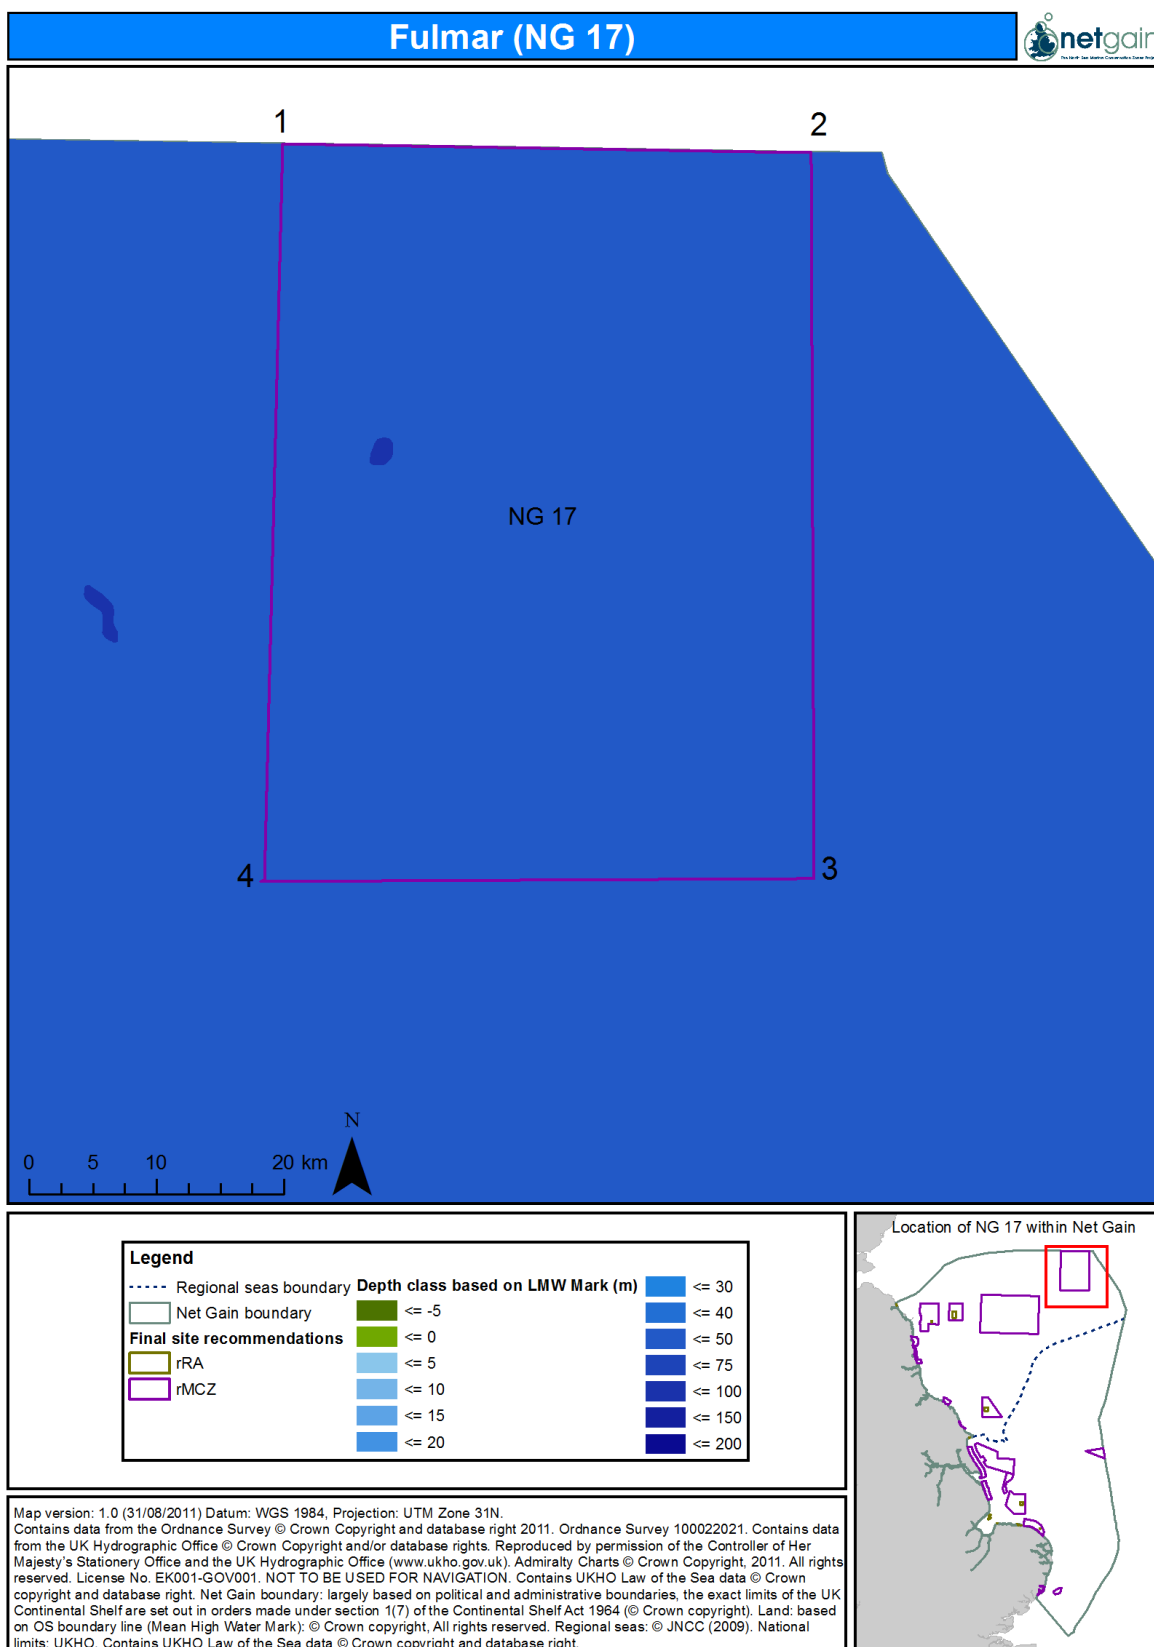 Fulmar (NG 17)
netgain
The North Sea Marine Conservation Zones Project
1
2
NG 17
4
3
N
0 5 10 20 km
Location of NG 17 within Net Gain
Legend
Regional seas boundary
Net Gain boundary
Final site recommendations
rRA
rMCZ
Depth class based on LMW Mark (m)
<= -5
<= 0
<= 5
<= 10
<= 15
<= 20
<= 30
<= 40
<= 50
<= 75
<= 100
<= 150
<= 200
Map version: 1.0 (31/08/2011) Datum: WGS 1984, Projection: UTM Zone 31N.
Contains data from the Ordnance Survey © Crown Copyright and database right 2011. Ordnance Survey 100022021. Contains data
from the UK Hydrographic Office © Crown Copyright and/or database rights. Reproduced by permission of the Controller of Her
Majesty's Stationery Office and the UK Hydrographic Office (www.ukho.gov.uk). Admiralty Charts © Crown Copyright, 2011. All rights
reserved. License No. EK001-GOV001. NOT TO BE USED FOR NAVIGATION. Contains UKHO Law of the Sea data © Crown
copyright and database right. Net Gain boundary: largely based on political and administrative boundaries, the exact limits of the UK
Continental Shelf are set out in orders made under section 1(7) of the Continental Shelf Act 1964 (© Crown copyright). Land: based
on OS boundary line (Mean High Water Mark): © Crown copyright, All rights reserved. Regional seas: © JNCC (2009). National
limits: UKHO. Contains UKHO Law of the Sea data © Crown copyright and database right.